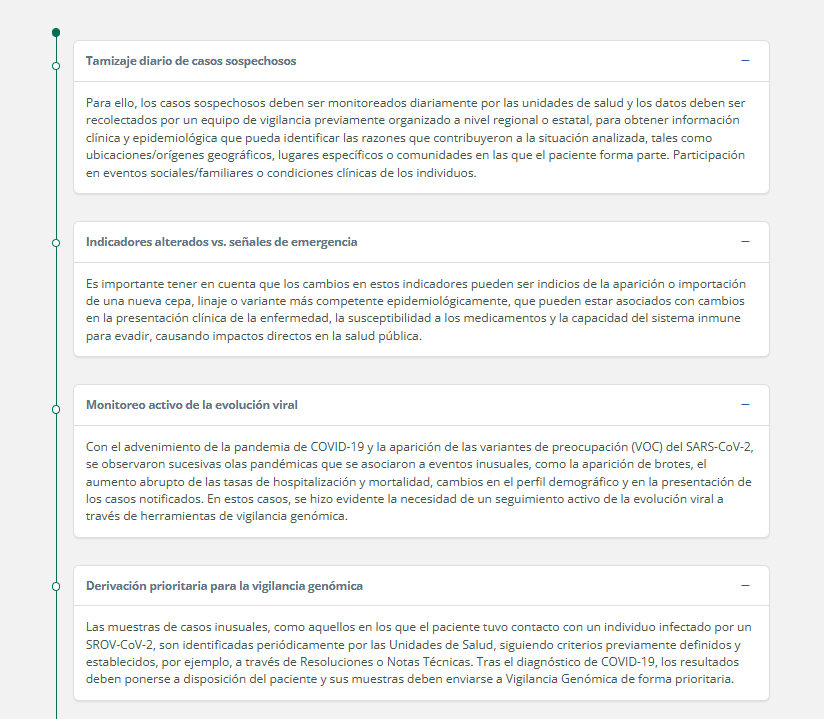 Tamizaje diario de casos sospechosos
Para ello, los casos sospechosos deben ser monitoreados diariamente por las unidades de salud y los datos deben ser
recolectados por un equipo de vigilancia previamente organizado a nivel regional o estatal, para obtener información
clínica y epidemiológica que pueda identificar las razones que contribuyeron a la situación analizada, tales como
ubicaciones/orígenes geográficos, lugares específicos o comunidades en las que el paciente forma parte. Participación
en eventos sociales/familiares o condiciones clínicas de los individuos.
Indicadores alterados vs. señales de emergencia
Es importante tener en cuenta que los cambios en estos indicadores pueden ser indicios de la aparición o importación
de una nueva cepa, linaje o variante más competente epidemiológicamente, que pueden estar asociados con cambios
en la presentación clínica de la enfermedad, la susceptibilidad a los medicamentos y la capacidad del sistema inmune
para evadir, causando impactos directos en la salud pública.
Monitoreo activo de la evolución viral
Con el advenimiento de la pandemia de COVID-19 y la aparición de las variantes de preocupación (VOC) del SARS-CoV-2,
se observaron sucesivas olas pandémicas que se asociaron a eventos inusuales, como la aparición de brotes, el
aumento abrupto de las tasas de hospitalización y mortalidad, cambios en el perfil demográfico y en la presentación de
los casos notificados. En estos casos, se hizo evidente la necesidad de un seguimiento activo de la evolución viral a
través de herramientas de vigilancia genómica.
Derivación prioritaria para la vigilancia genómica
Las muestras de casos inusuales, como aquellos en los que el paciente tuvo contacto con un individuo infectado por un
SROV-CoV-2, son identificadas periódicamente por las Unidades de Salud, siguiendo criterios previamente definidos y
establecidos, por ejemplo, a través de Resoluciones o Notas Técnicas. Tras el diagnóstico de COVID-19, los resultados
deben ponerse a disposición del paciente y sus muestras deben enviarse a Vigilancia Genómica de forma prioritaria.